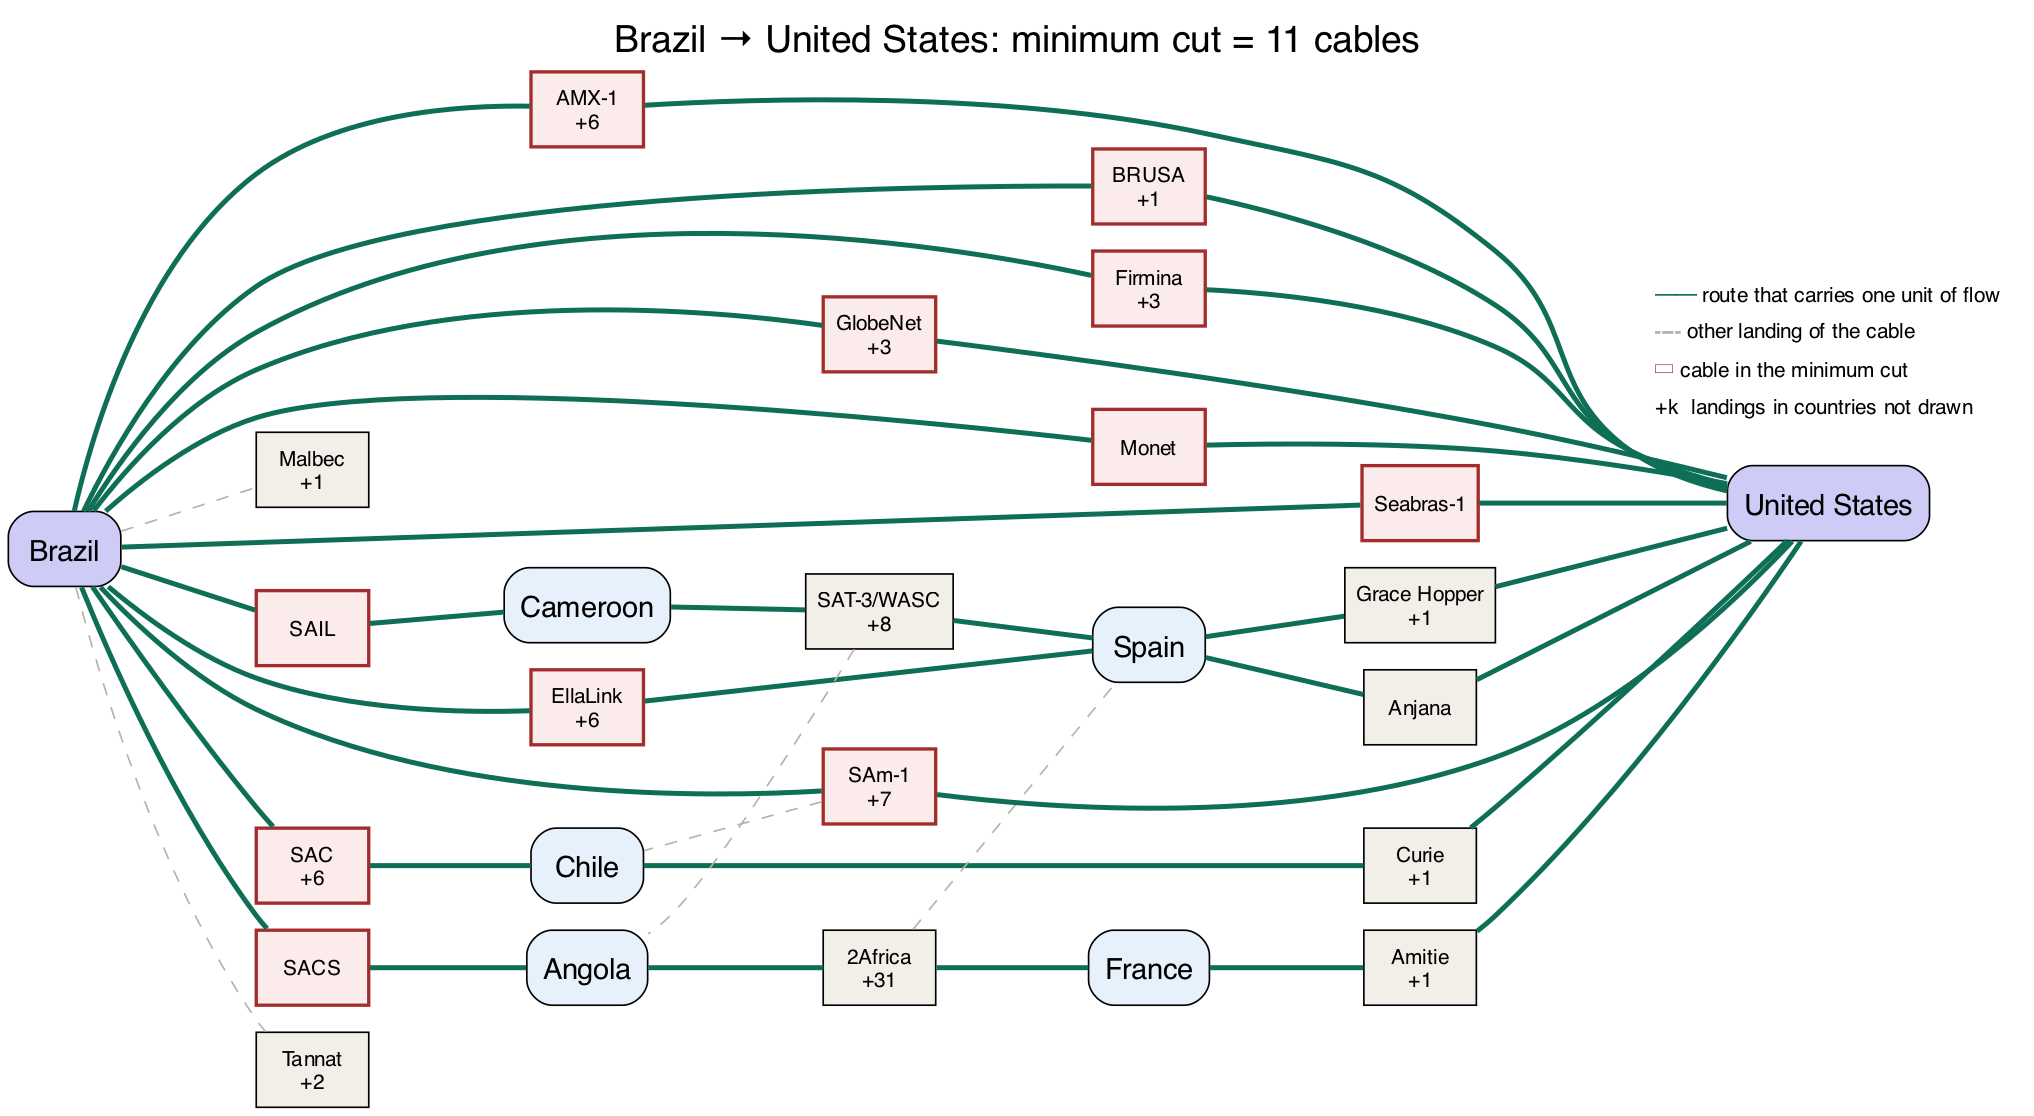 Brazil → United States: minimum cut = 11 cables
AMX-1
+6
BRUSA
+1
Firmina
+3
GlobeNet
+3
Monet
Malbec
+1
Seabras-1
Brazil
United States
route that carries one unit of flow
other landing of the cable
cable in the minimum cut
+k landings in countries not drawn
SAIL
Cameroon
SAT-3/WASC
+8
Spain
Grace Hopper
+1
EllaLink
+6
Anjana
SAm-1
+7
SAC
+6
Chile
Curie
+1
SACS
Angola
2Africa
+31
France
Amitie
+1
Tannat
+2